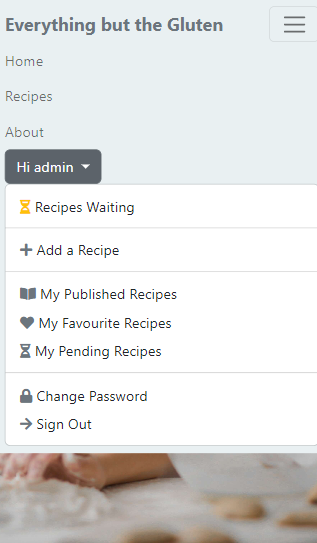 Everything but the Gluten
Home
Recipes
About
Hi admin
Recipes Waiting
Add a Recipe
My Published Recipes
My Favourite Recipes
My Pending Recipes
Change Password
Sign Out